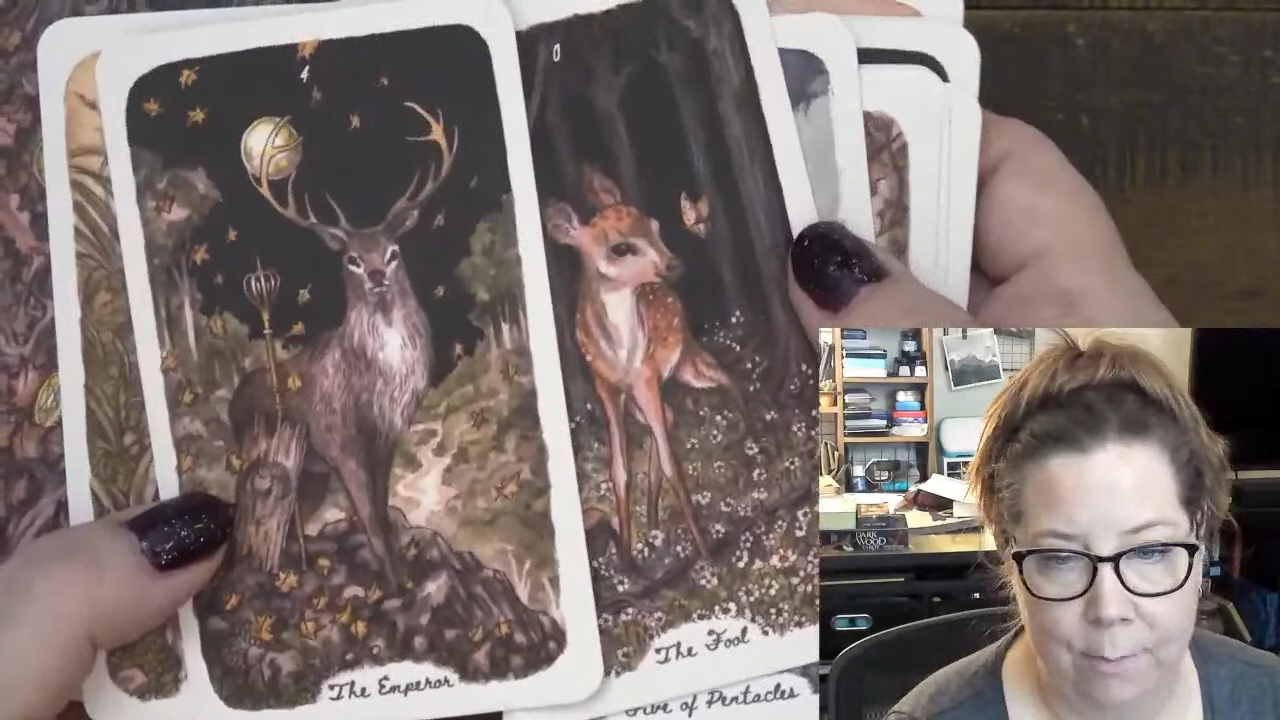 4
The Emperor
0
The Fool
Five of Pentacles
DARK
WOOD
TAROT